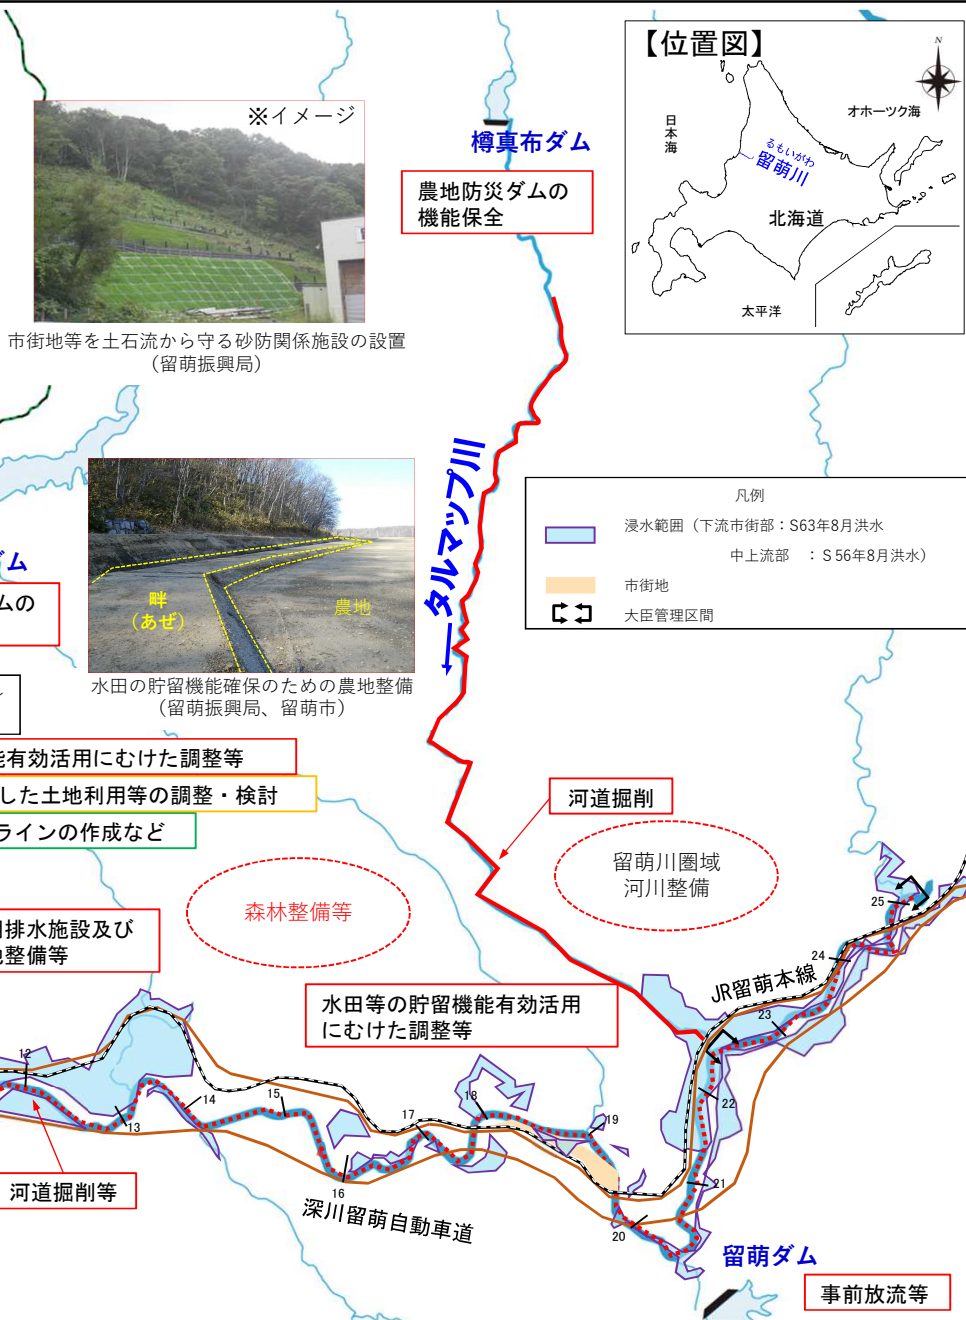 【位置図】
N
オホーツク海
日本海
るもいがわ
留萌川
北海道
太平洋
※イメージ
樽真布ダム
農地防災ダムの
機能保全
市街地等を土石流から守る砂防関係施設の設置
(留萌振興局)
タルマップ川
凡例
浸水範囲（下流市街部：S63年8月洪水
中上流部　：Ｓ56年8月洪水）
市街地
大臣管理区間
ダム
ムの
畔
(あぜ)
農地
水田の貯留機能確保のための農地整備
(留萌振興局、留萌市)
能有効活用にむけた調整等
した土地利用等の調整・検討
ラインの作成など
河道掘削
留萌川圏域
河川整備
森林整備等
排水施設及び
整備等
水田等の貯留機能有効活用
にむけた調整等
JR留萌本線
25
24
23
22
21
20
19
18
17
16
15
14
13
12
河道掘削等
深川留萌自動車道
留萌ダム
事前放流等